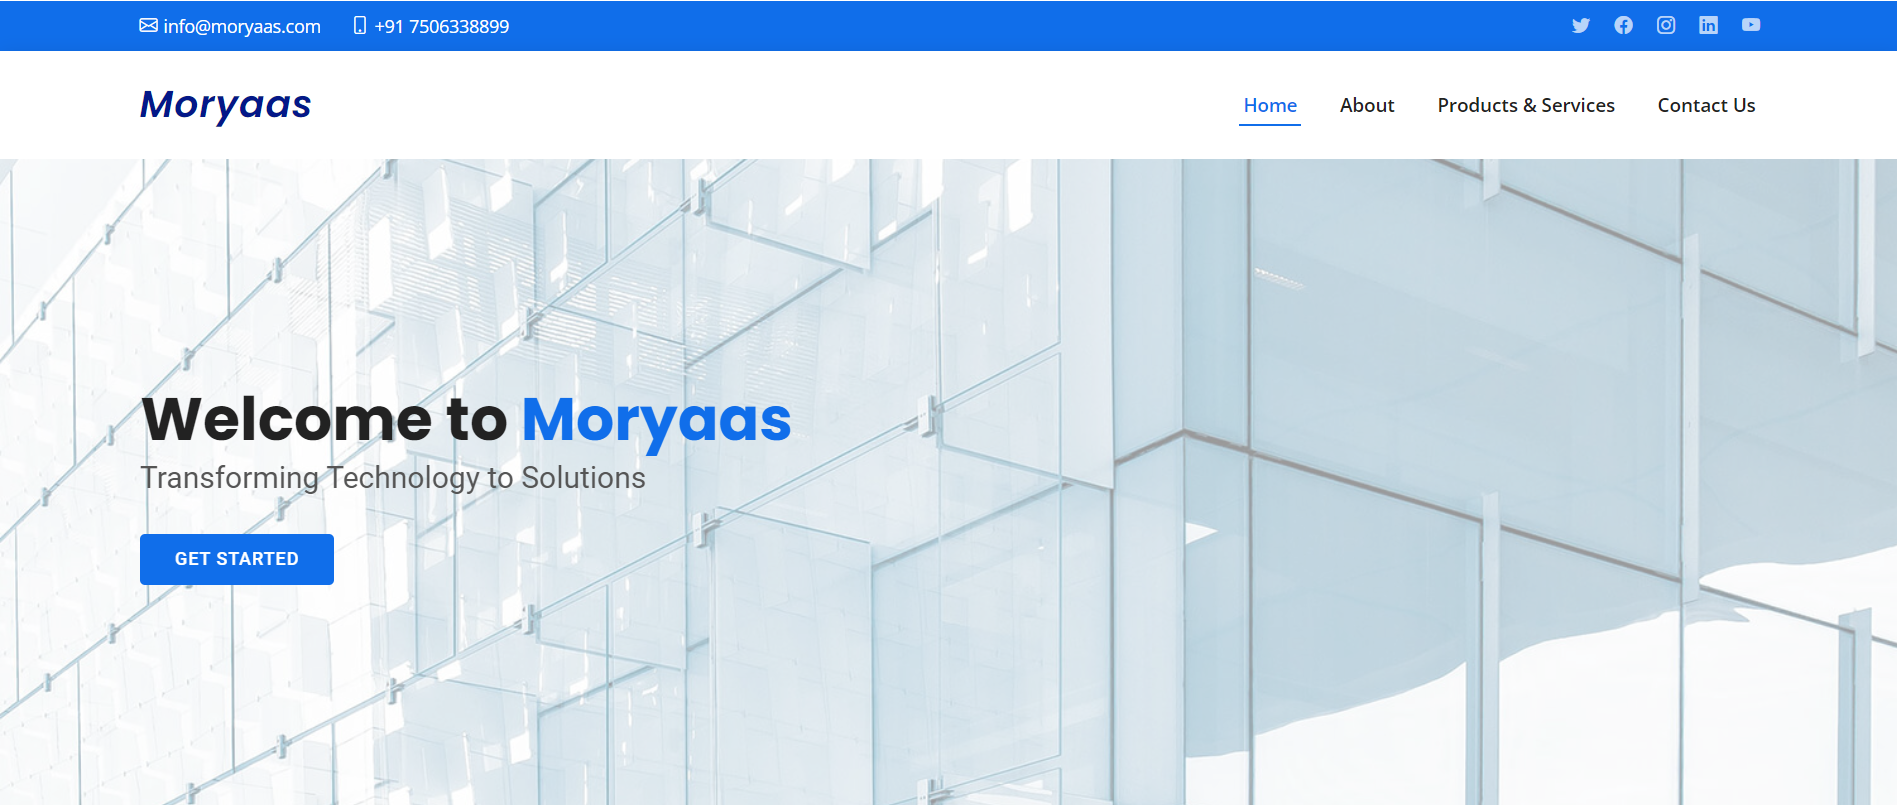 info@moryaas.com +91 7506338899
Moryaas
Home About Products & Services Contact Us
Welcome to Moryaas
Transforming Technology to Solutions
GET STARTED